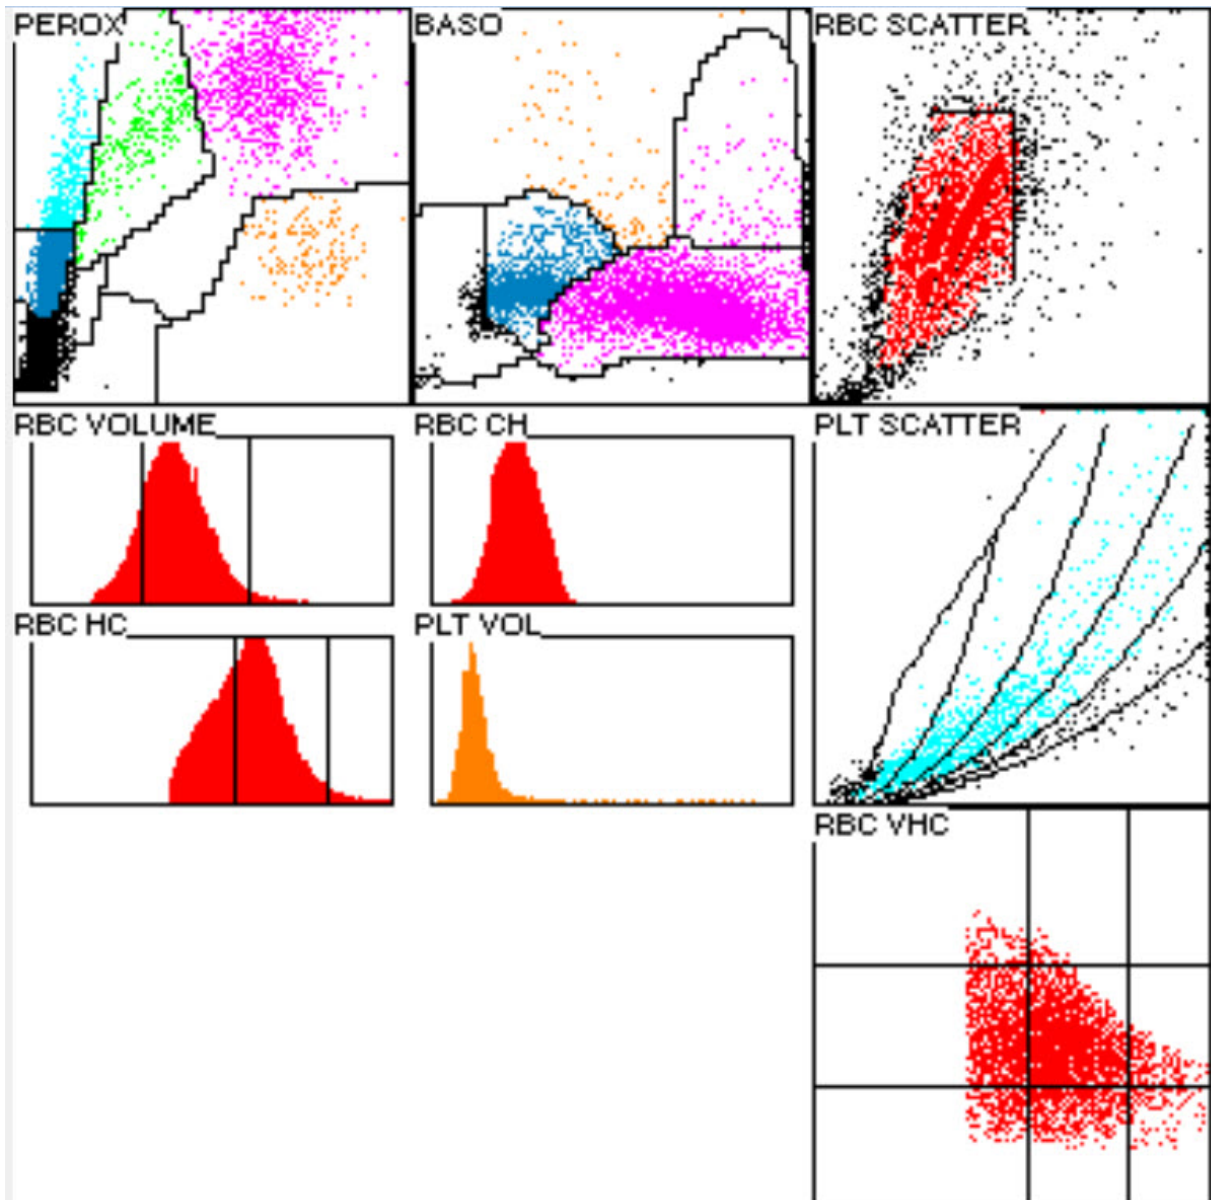 PEROX
BASO
RBC SCATTER
RBC VOLUME
RBC CH
PLT SCATTER
RBC HC
PLT VOL
RBC VHC